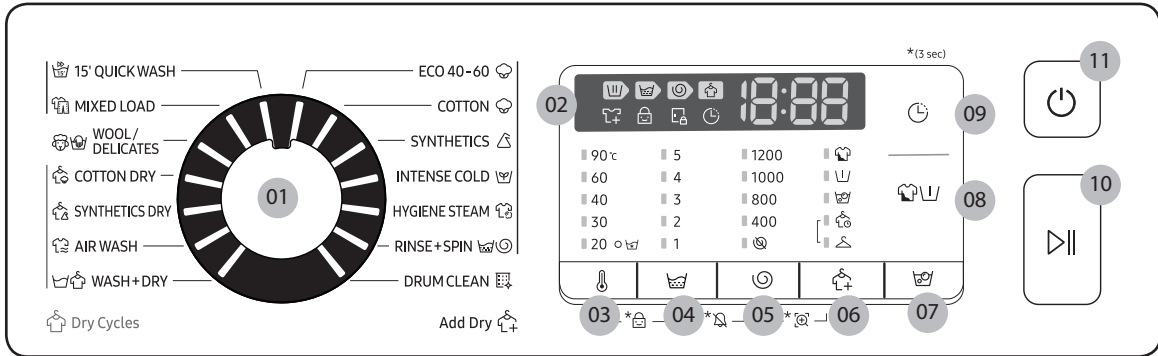 *(3 sec)
15' QUICK WASH
MIXED LOAD
WOOL/
DELICATES
COTTON DRY
SYNTHETICS DRY
AIR WASH
WASH+DRY
Dry Cycles
01
ECO 40-60
COTTON
SYNTHETICS
INTENSE COLD
HYGIENE STEAM
RINSE+SPIN
DRUM CLEAN
Add Dry
02
18:88
90℃ 5 1200
60 4 1000
40 3 800
30 2 400
20 1
03 * 04 * 05 * 06 07
09
08
11
10